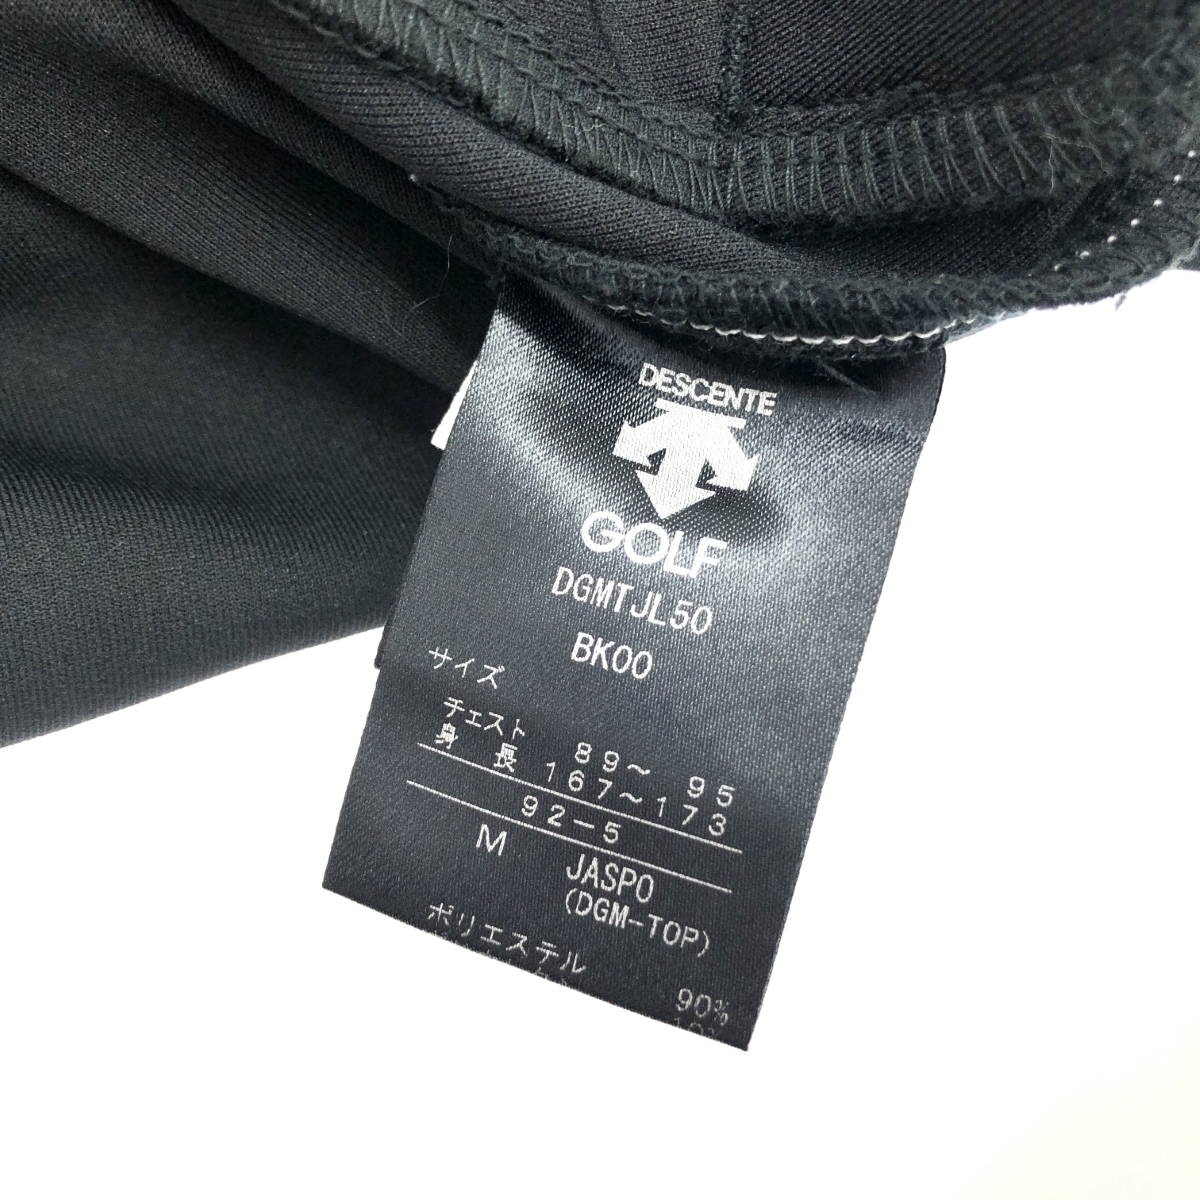 DESCENTE
GOLF
DGMTJL50
BK00
サイズ
チェスト 89～ 95
身長 167～173
92-5
M JASPO
(DGM-TOP)
ポリエステル 90%
10%